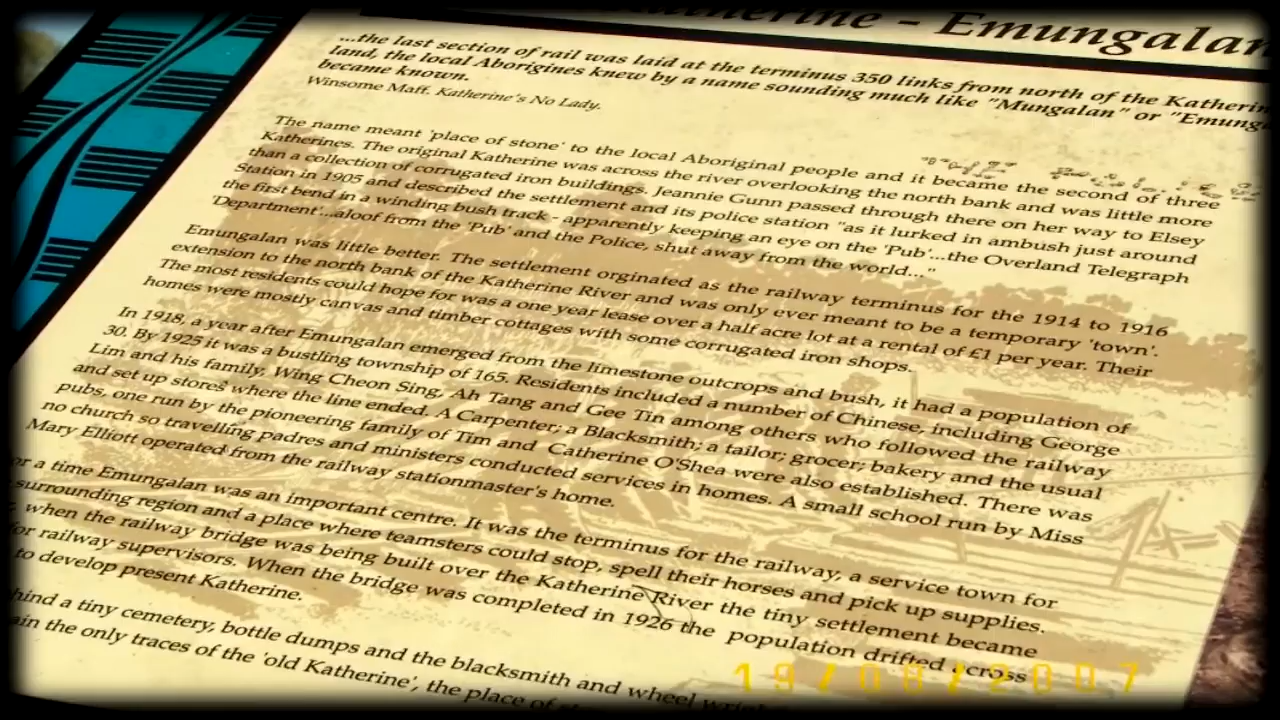 Katherine - Emungalan
...the last section of rail was laid at the terminus 350 links from north of the Katherin
land, the local Aborigines knew by a name sounding much like "Mungalan" or "Emunga
became known.
Winsome Maff. Katherine's No Lady.
The name meant 'place of stone' to the local Aboriginal people and it became the second of three
Katherines. The original Katherine was across the river overlooking the north bank and was little more
than a collection of corrugated iron buildings. Jeannie Gunn passed through there on her way to Elsey
Station in 1905 and described the settlement and its police station "as it lurked in ambush just around
the first bend in a winding bush track - apparently keeping an eye on the 'Pub'...the Overland Telegraph
'Department'...aloof from the 'Pub' and the Police, shut away from the world..."
Emungalan was little better. The settlement orginated as the railway terminus for the 1914 to 1916
extension to the north bank of the Katherine River and was only ever meant to be a temporary 'town'.
The most residents could hope for was a one year lease over a half acre lot at a rental of £1 per year. Their
homes were mostly canvas and timber cottages with some corrugated iron shops.
In 1918, a year after Emungalan emerged from the limestone outcrops and bush, it had a population of
30. By 1925 it was a bustling township of 165. Residents included a number of Chinese, including George
Lim and his family, Wing Cheon Sing, Ah Tang and Gee Tin among others who followed the railway
and set up stores where the line ended. A Carpenter; a Blacksmith; a tailor; grocer; bakery and the usual
pubs, one run by the pioneering family of Tim and Catherine O'Shea were also established. There was
no church so travelling padres and ministers conducted services in homes. A small school run by Miss
Mary Elliott operated from the railway stationmaster's home.
or a time Emungalan was an important centre. It was the terminus for the railway, a service town for
surrounding region and a place where teamsters could stop, spell their horses and pick up supplies.
when the railway bridge was being built over the Katherine River the tiny settlement became
for railway supervisors. When the bridge was completed in 1926 the population drifted across
to develop present Katherine.
hind a tiny cemetery, bottle dumps and the blacksmith and wheel wrigh
ain the only traces of the 'old Katherine', the place of
19/08/2007